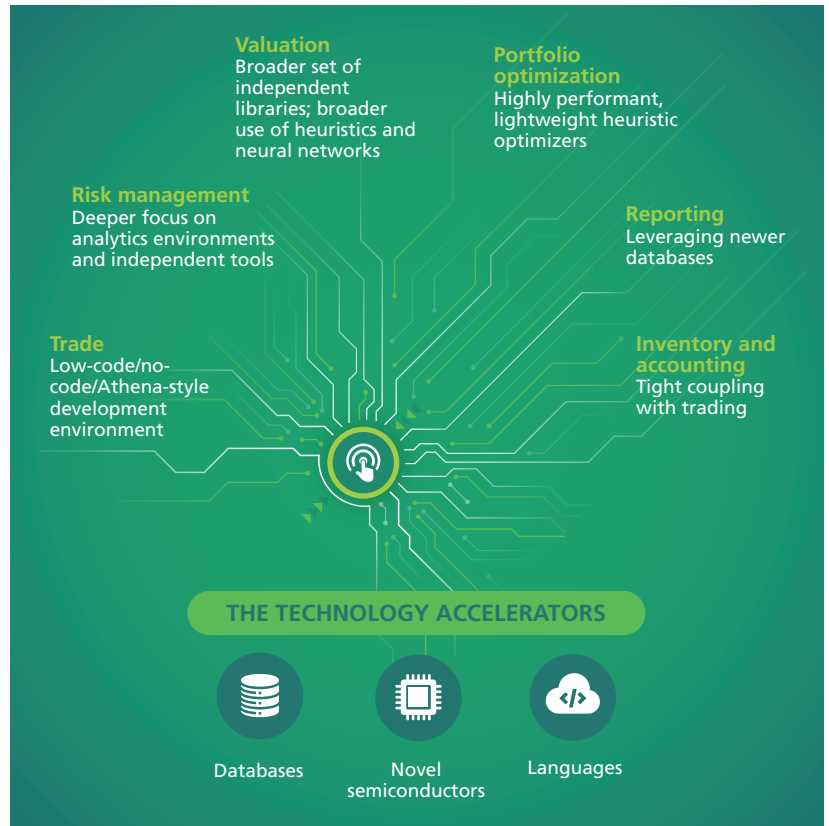 Valuation
Broader set of
independent
libraries; broader
use of heuristics and
neural networks
Portfolio
optimization
Highly performant,
lightweight heuristic
optimizers
Risk management
Deeper focus on
analytics environments
and independent tools
Reporting
Leveraging newer
databases
Trade
Low-code/no-
code/Athena-style
development
environment
Inventory and
accounting
Tight coupling
with trading
THE TECHNOLOGY ACCELERATORS
</>
Databases
Novel
semiconductors
Languages